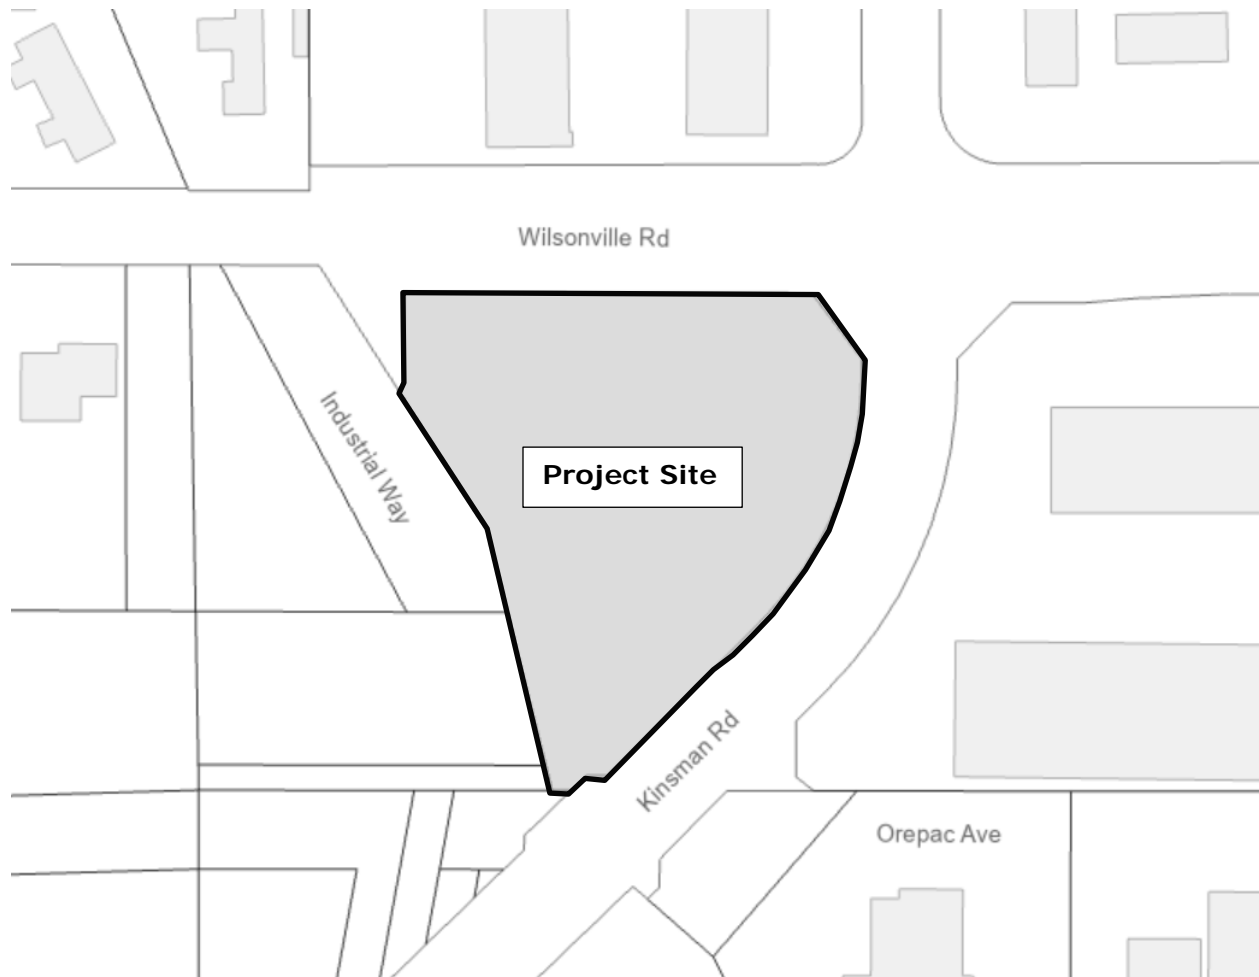 Wilsonville Rd
Industrial Way
Project Site
Kinsman Rd
Orepac Ave